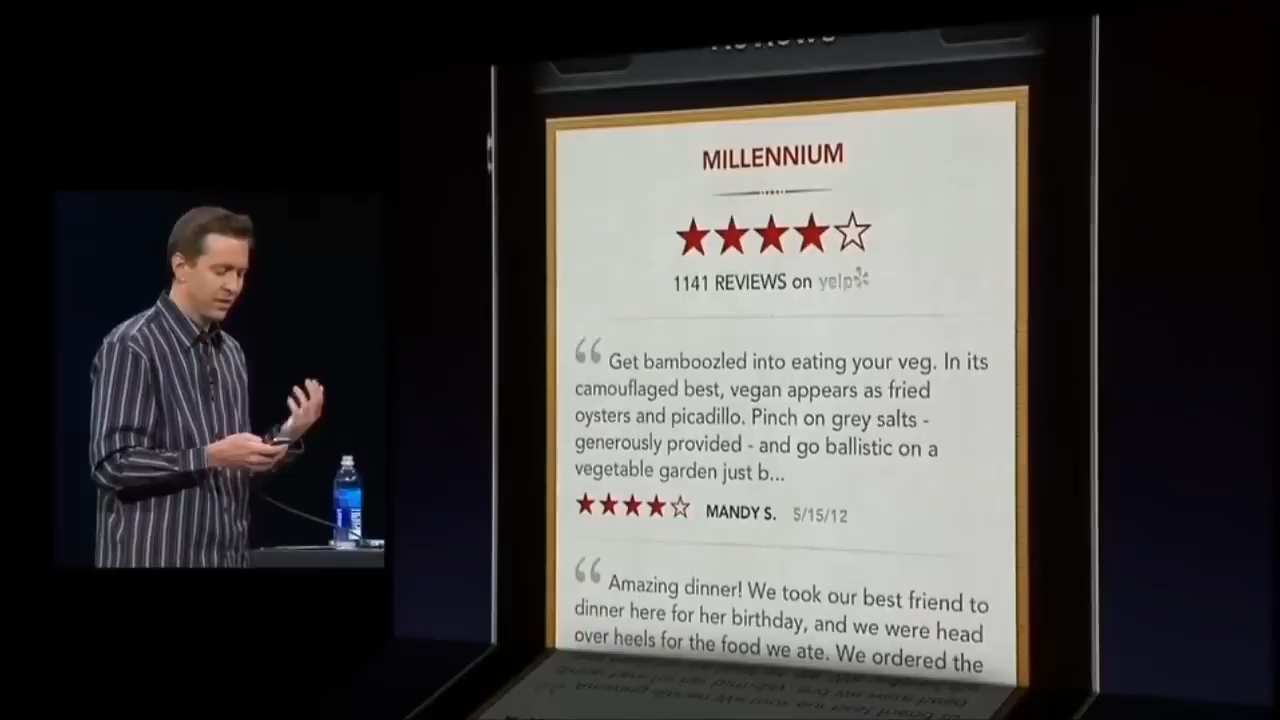 Reviews
MILLENNIUM
1141 REVIEWS on yelp
“ Get bamboozled into eating your veg. In its
camouflaged best, vegan appears as fried
oysters and picadillo. Pinch on grey salts -
generously provided - and go ballistic on a
vegetable garden just b...
MANDY S. 5/15/12
“ Amazing dinner! We took our best friend to
dinner here for her birthday, and we were head
over heels for the food we ate. We ordered the